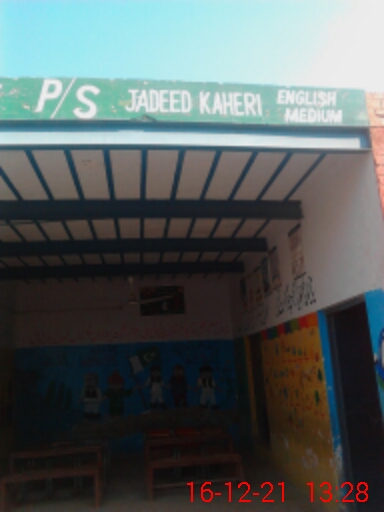 P/S JADEED KAHERI ENGLISH
MEDIUM
16-12-21 13:28